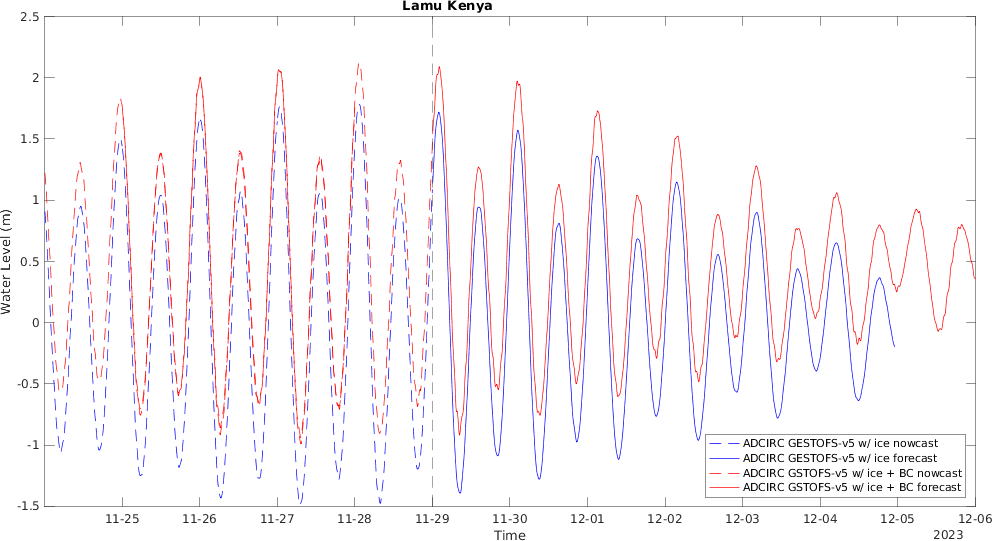 Lamu Kenya
2.5
2
1.5
1
0.5
0
-0.5
-1
-1.5
Water Level (m)
11-25 11-26 11-27 11-28 11-29 11-30 12-01 12-02 12-03 12-04 12-05 12-06
Time
2023
ADCIRC GESTOFS-v5 w/ ice nowcast
ADCIRC GESTOFS-v5 w/ ice forecast
ADCIRC GSTOFS-v5 w/ ice + BC nowcast
ADCIRC GSTOFS-v5 w/ ice + BC forecast